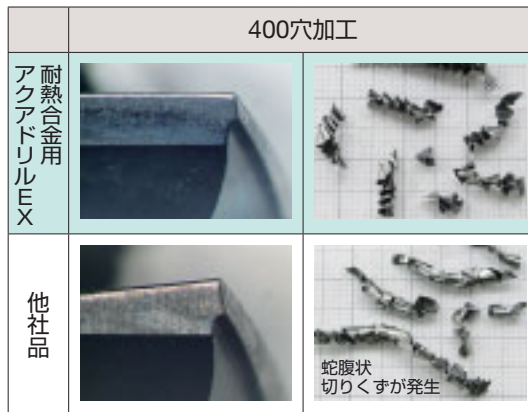 400穴加工
耐熱合金用
アクアドリルEX
他社品
蛇腹状
切りくずが発生